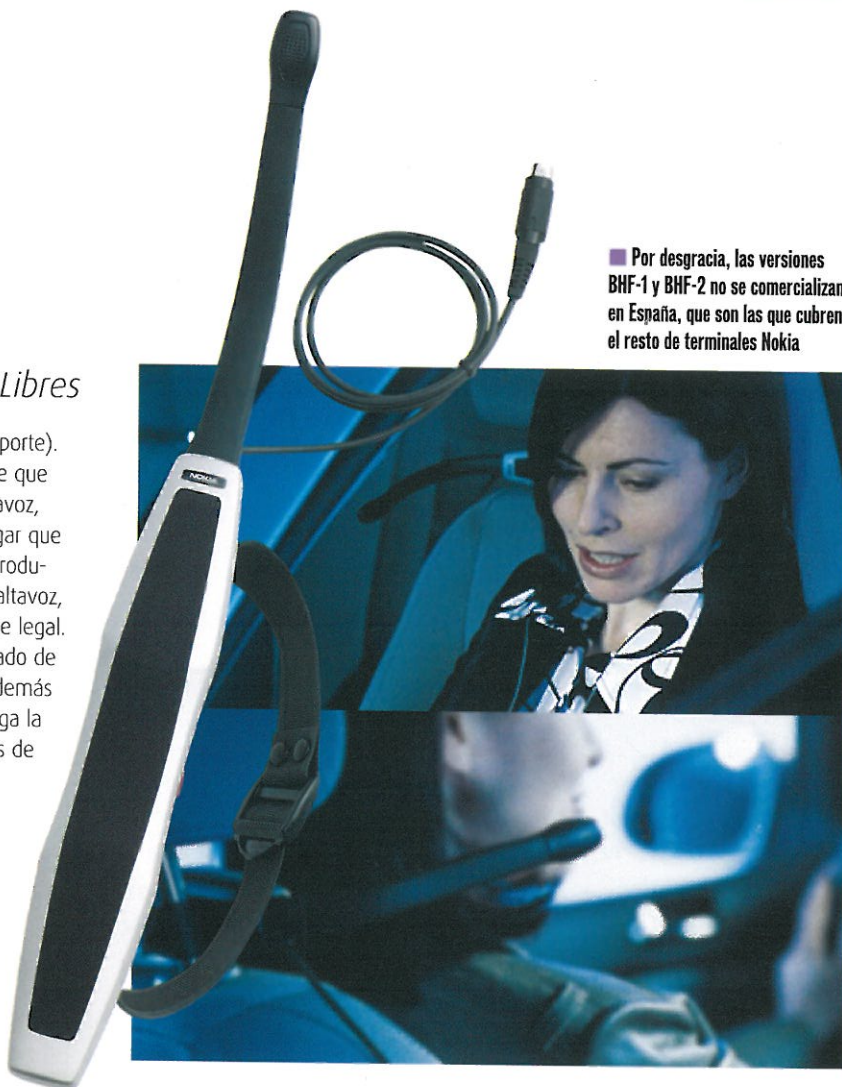 Por desgracia, las versiones
BHF-1 y BHF-2 no se comercializan
en España, que son las que cubren
el resto de terminales Nokia
Libres
porte).
e que
avoz,
gar que
rodu-
altavoz,
e legal.
ado de
demás
ga la
s de
NOKIA